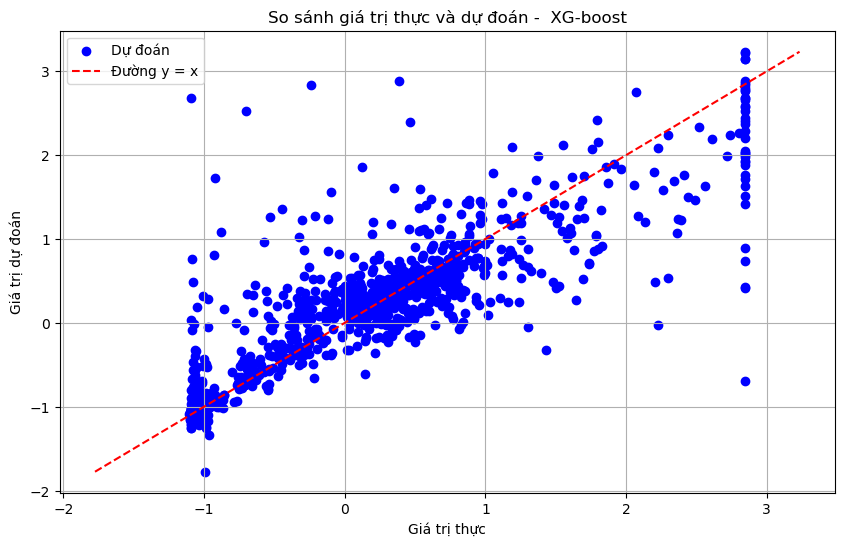 So sánh giá trị thực và dự đoán -  XG-boost
Dự đoán
Đường y = x
Giá trị dự đoán
3
2
1
0
−1
−2
−2
−1
0
1
2
3
Giá trị thực